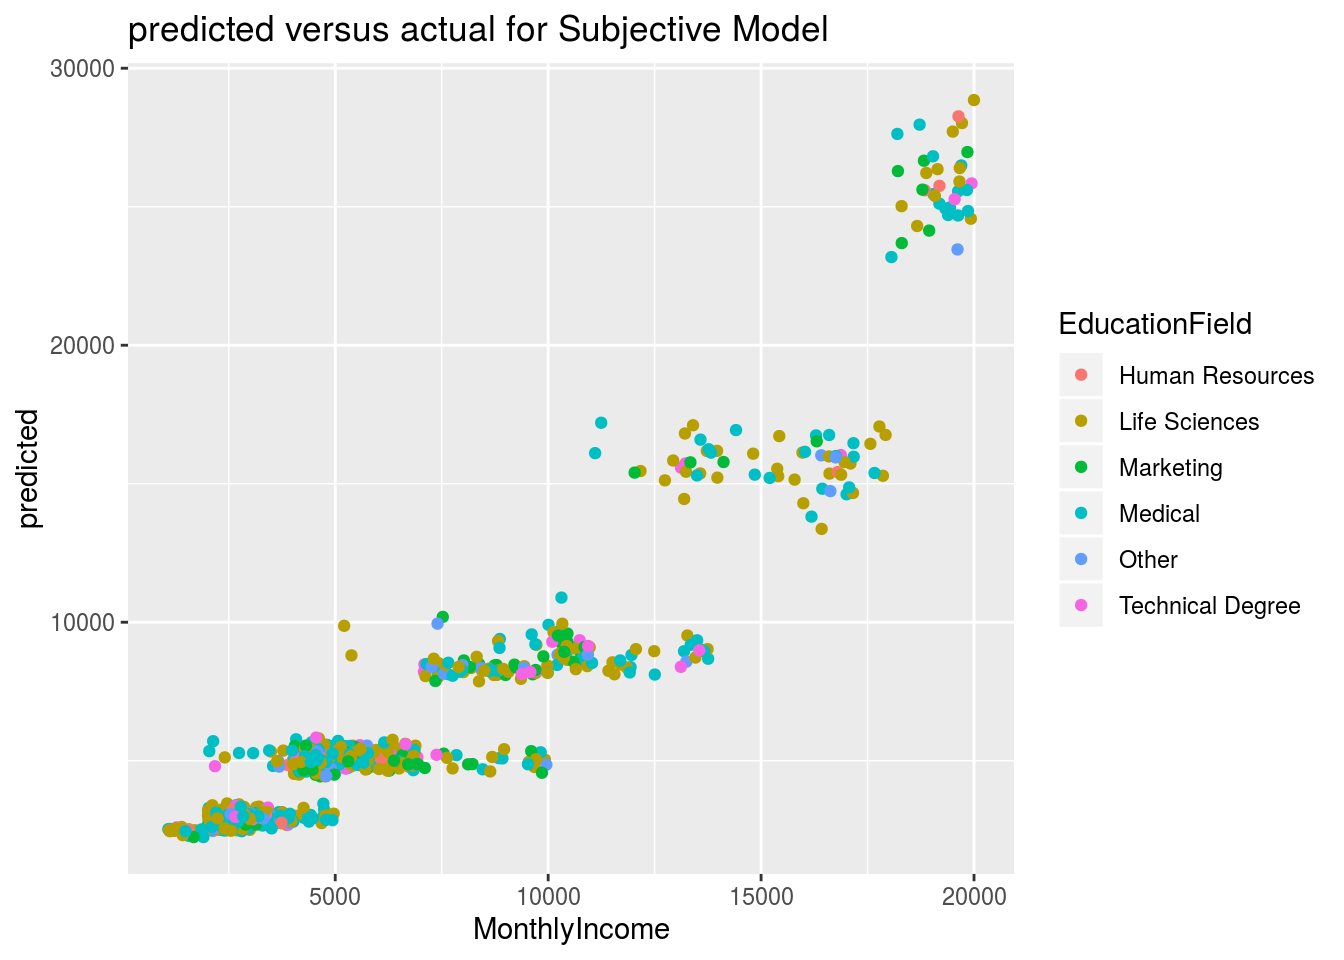 predicted versus actual for Subjective Model
30000
20000
10000
predicted
5000
10000
15000
20000
MonthlyIncome
EducationField
Human Resources
Life Sciences
Marketing
Medical
Other
Technical Degree